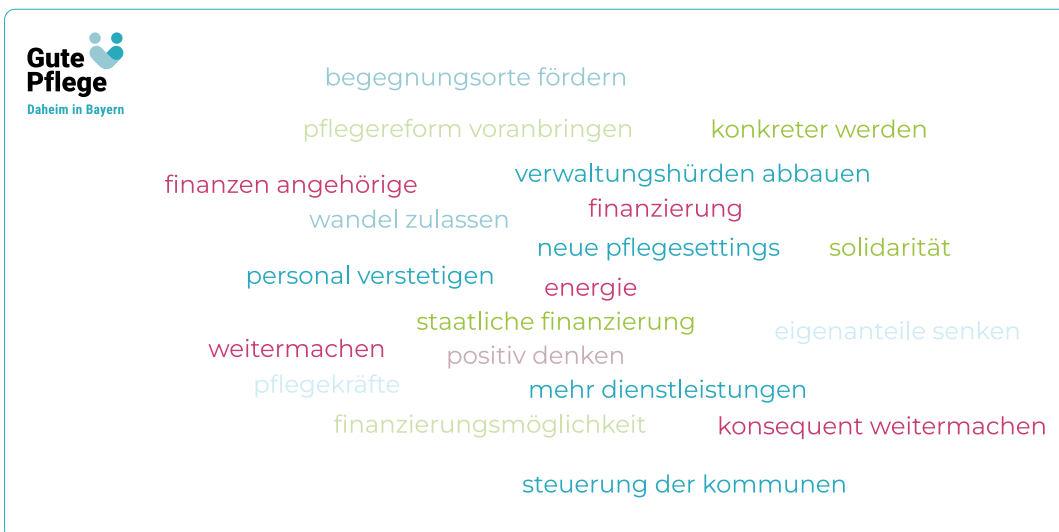 Gute
Pflege
Daheim in Bayern
begegnungsorte fördern
pflegereform voranbringen
konkreter werden
verwaltungshürden abbauen
finanzen angehörige
finanzierung
wandel zulassen
neue pflegesettings
solidarität
personal verstetigen
energie
staatliche finanzierung
eigenanteile senken
weitermachen
positiv denken
pflegekräfte
mehr dienstleistungen
finanzierungsmöglichkeit
konsequent weitermachen
steuerung der kommunen